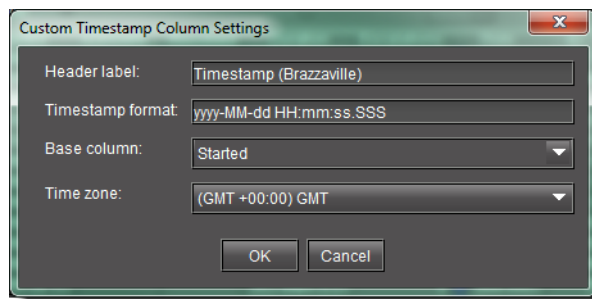 Custom Timestamp Column Settings
Header label: Timestamp (Brazzaville)
Timestamp format: yyyy-MM-dd HH:mm:ss.SSS
Base column: Started
Time zone: (GMT +00:00) GMT
OK Cancel